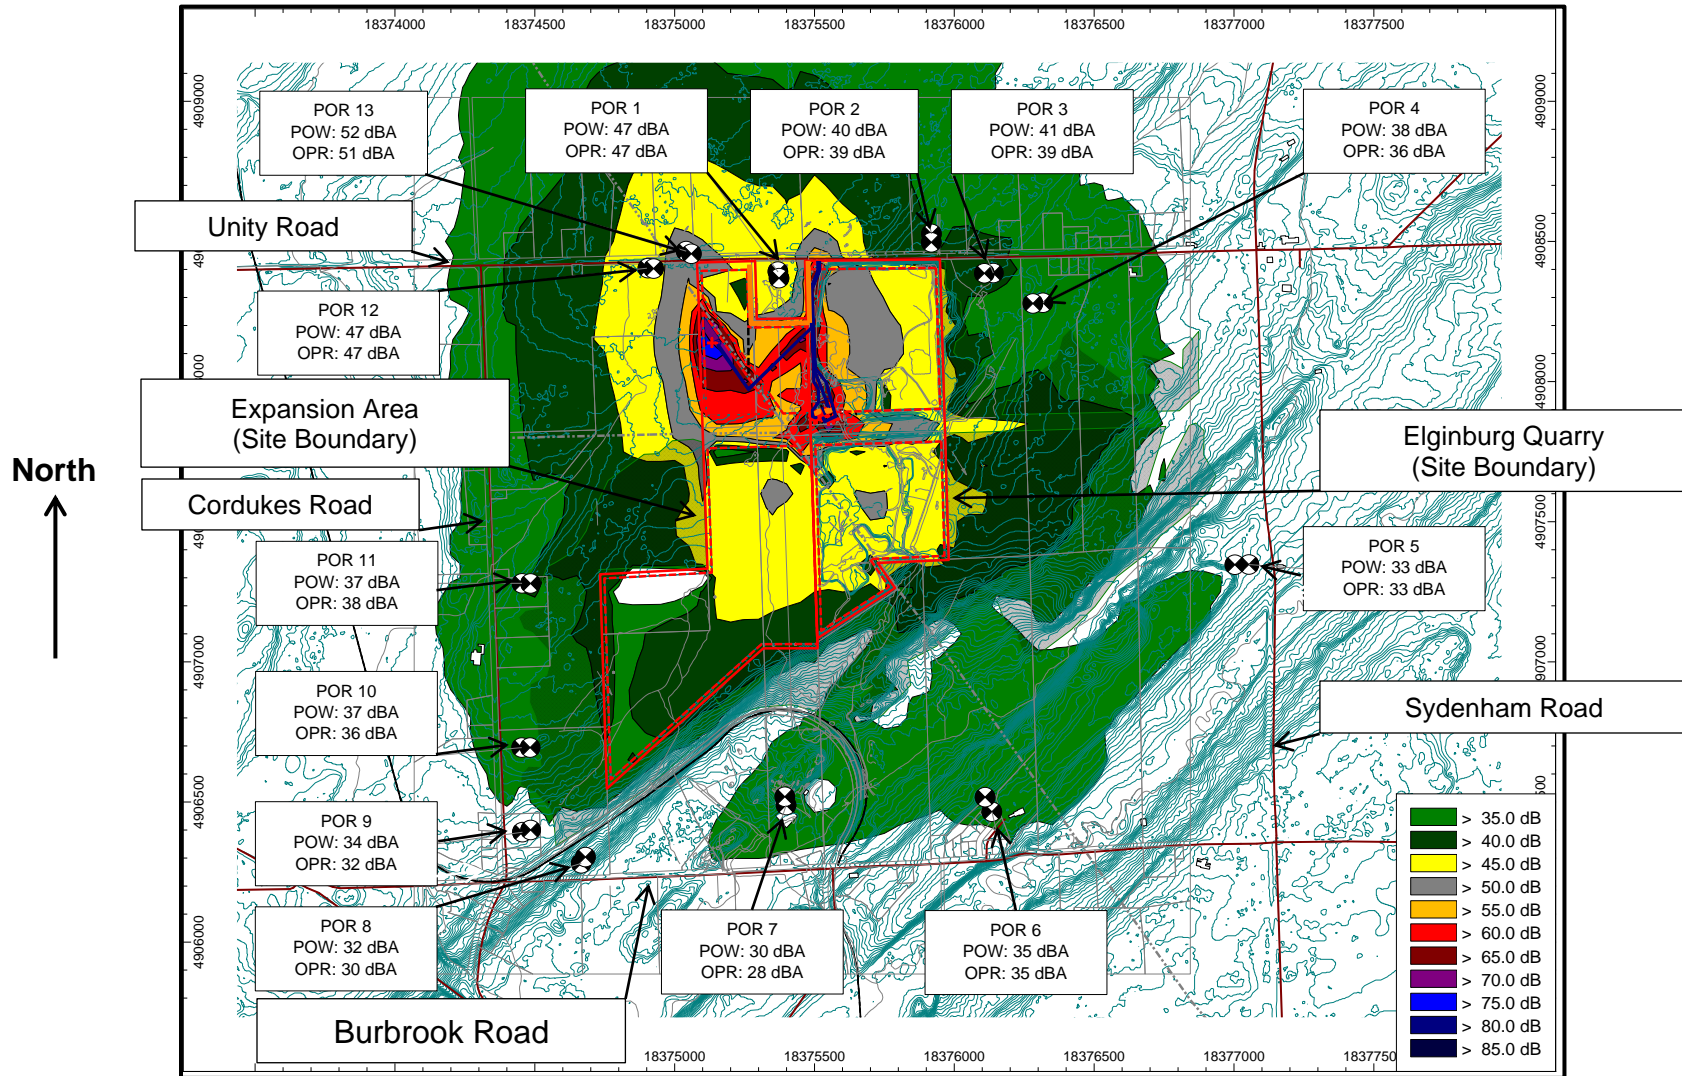 18374000 18374500 18375000 18375500 18376000 18376500 18377000 18377500
4909000
4909000
POR 13
POW: 52 dBA
OPR: 51 dBA
POR 1
POW: 47 dBA
OPR: 47 dBA
POR 2
POW: 40 dBA
OPR: 39 dBA
POR 3
POW: 41 dBA
OPR: 39 dBA
POR 4
POW: 38 dBA
OPR: 36 dBA
Unity Road
4908500
POR 12
POW: 47 dBA
OPR: 47 dBA
4908000
Expansion Area
(Site Boundary)
Elginburg Quarry
(Site Boundary)
North
Cordukes Road
4907500
POR 11
POW: 37 dBA
OPR: 38 dBA
POR 5
POW: 33 dBA
OPR: 33 dBA
4907000
4907000
POR 10
POW: 37 dBA
OPR: 36 dBA
Sydenham Road
4906500
POR 9
POW: 34 dBA
OPR: 32 dBA
POR 8
POW: 32 dBA
OPR: 30 dBA
4906000
POR 7
POW: 30 dBA
OPR: 28 dBA
POR 6
POW: 35 dBA
OPR: 35 dBA
Burbrook Road
> 35.0 dB
> 40.0 dB
> 45.0 dB
> 50.0 dB
> 55.0 dB
> 60.0 dB
> 65.0 dB
> 70.0 dB
> 75.0 dB
> 80.0 dB
> 85.0 dB
18375000 18375500 18376000 18376500 18377000